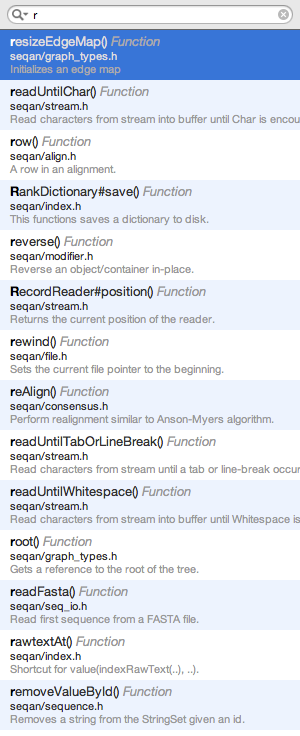 r
resizeEdgeMap() Function
seqan/graph_types.h
Initializes an edge map
readUntilChar() Function
seqan/stream.h
Read characters from stream into buffer until Char is encou
row() Function
seqan/align.h
A row in an alignment.
RankDictionary#save() Function
seqan/index.h
This functions saves a dictionary to disk.
reverse() Function
seqan/modifier.h
Reverse an object/container in-place.
RecordReader#position() Function
seqan/stream.h
Returns the current position of the reader.
rewind() Function
seqan/file.h
Sets the current file pointer to the beginning.
reAlign() Function
seqan/consensus.h
Perform realignment similar to Anson-Myers algorithm.
readUntilTabOrLineBreak() Function
seqan/stream.h
Read characters from stream until a tab or line-break occur
readUntilWhitespace() Function
seqan/stream.h
Read characters from stream into buffer until Whitespace is
root() Function
seqan/graph_types.h
Gets a reference to the root of the tree.
readFasta() Function
seqan/seq_io.h
Read first sequence from a FASTA file.
rawtextAt() Function
seqan/index.h
Shortcut for value(indexRawText(..), ..).
removeValueById() Function
seqan/sequence.h
Removes a string from the StringSet given an id.